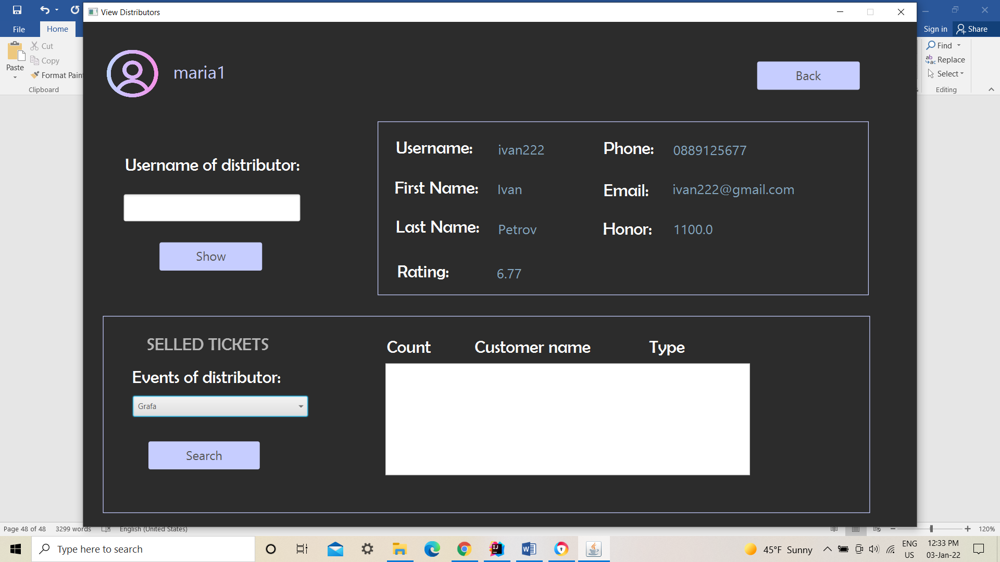 View Distributors
File
Home
Sign in
Share
Paste
Cut
Copy
Format Pain
Clipboard
Find
Replace
Select
Editing
maria1
Back
Username of distributor:
Show
Username: ivan222 Phone: 0889125677
First Name: Ivan Email: ivan222@gmail.com
Last Name: Petrov Honor: 1100.0
Rating: 6.77
SELLED TICKETS
Events of distributor:
Grafa
Search
Count Customer name Type
Page 48 of 48 3299 words English (United States) 120%
Type here to search
45°F Sunny
ENG
US
12:33 PM
03-Jan-22